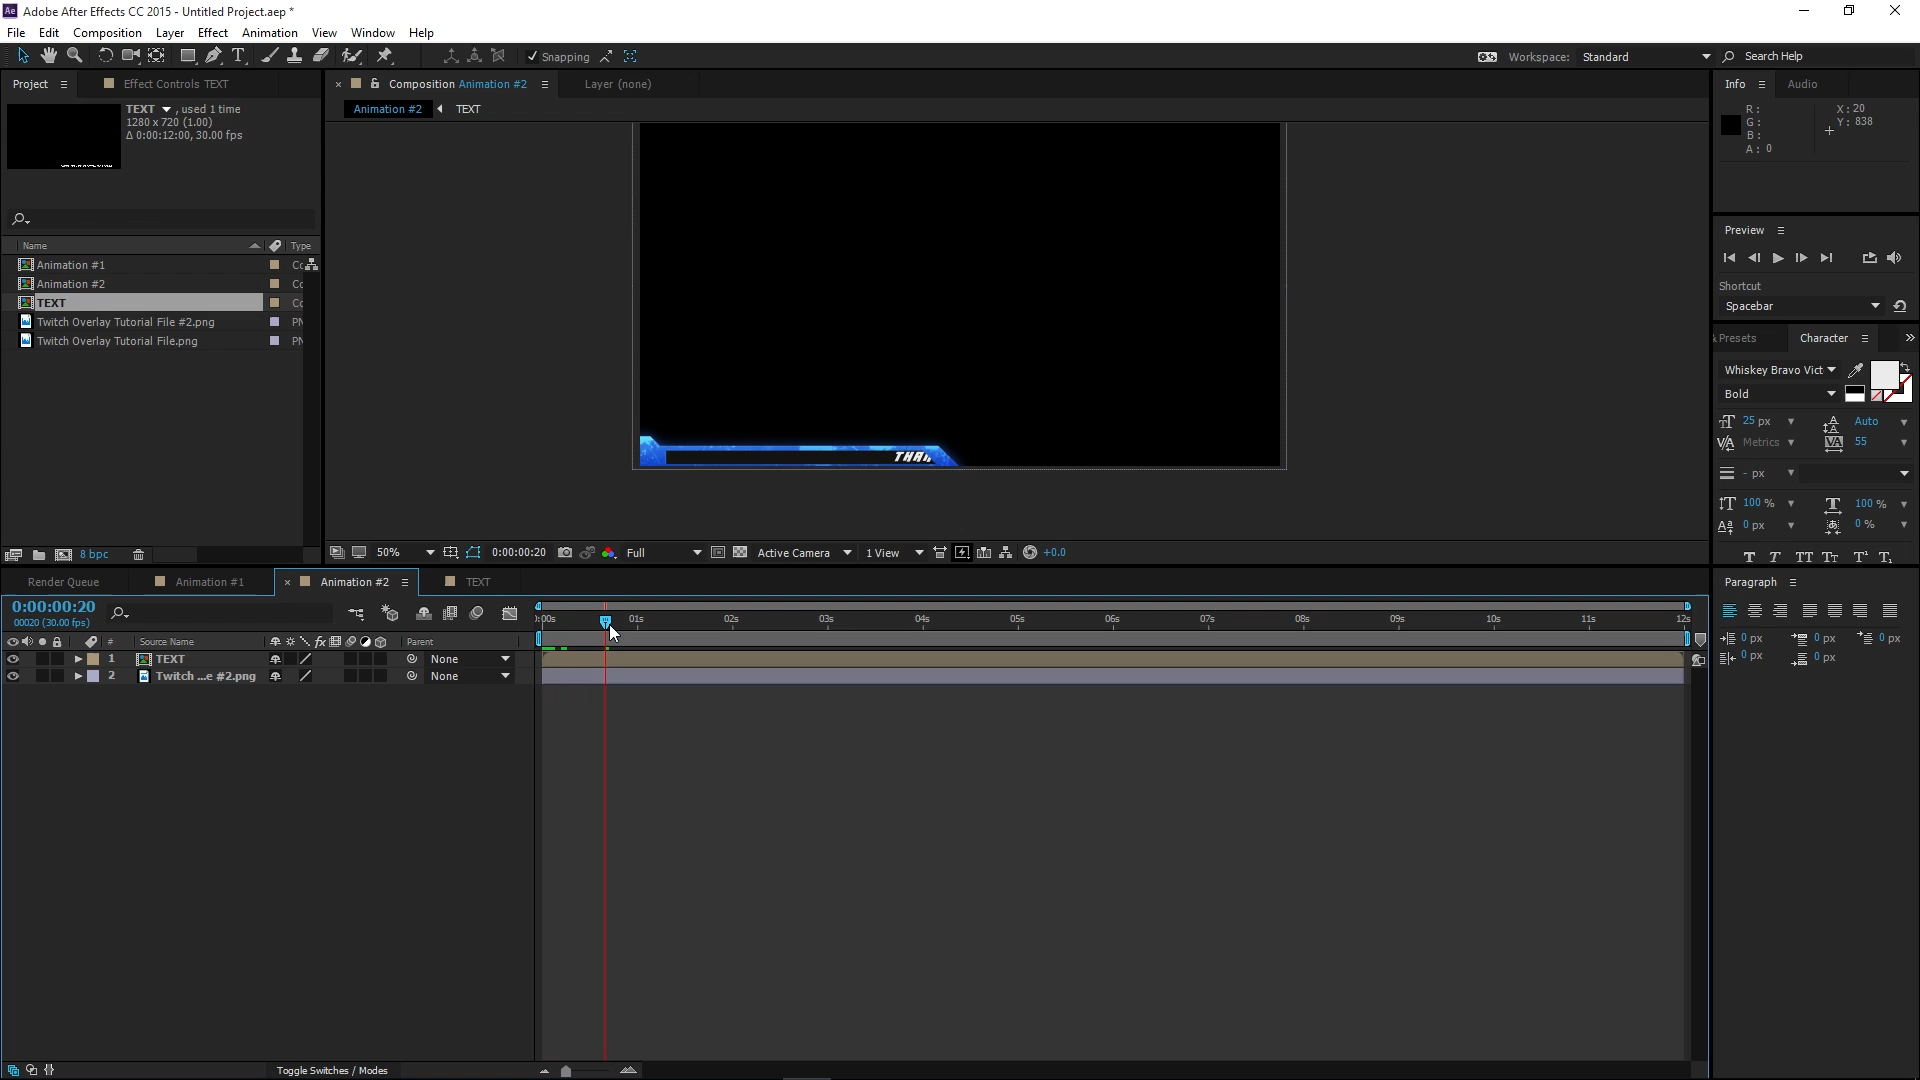 Ae Adobe After Effects CC 2015 - Untitled Project.aep *
File Edit Composition Layer Effect Animation View Window Help
Snapping
Workspace: Standard
Search Help
Project
Effect Controls TEXT
TEXT , used 1 time
1280 x 720 (1.00)
Δ 0:00:12:00, 30.00 fps
Name Type
Animation #1
Animation #2
TEXT
Twitch Overlay Tutorial File #2.png
Twitch Overlay Tutorial File.png
8 bpc
Composition Animation #2
Layer (none)
Animation #2 TEXT
THAN
50% 0:00:00:20 Full Active Camera 1 View +0.0
Info Audio
R: X: 20
G: Y: 838
B:
A: 0
Preview
Shortcut
Spacebar
& Presets Character
Whiskey Bravo Vict
Bold
25 px Auto
Metrics 55
- px
100 % 100 %
0 px 0 %
T T TT Tt T¹ T₁
Render Queue Animation #1 Animation #2 TEXT
0:00:00:20
00020 (30.00 fps)
:00s 01s 02s 03s 04s 05s 06s 07s 08s 09s 10s 11s 12s
# Source Name fx Parent
1 TEXT None
2 Twitch ...e #2.png None
Toggle Switches / Modes
Paragraph
0 px 0 px 0 px
0 px 0 px